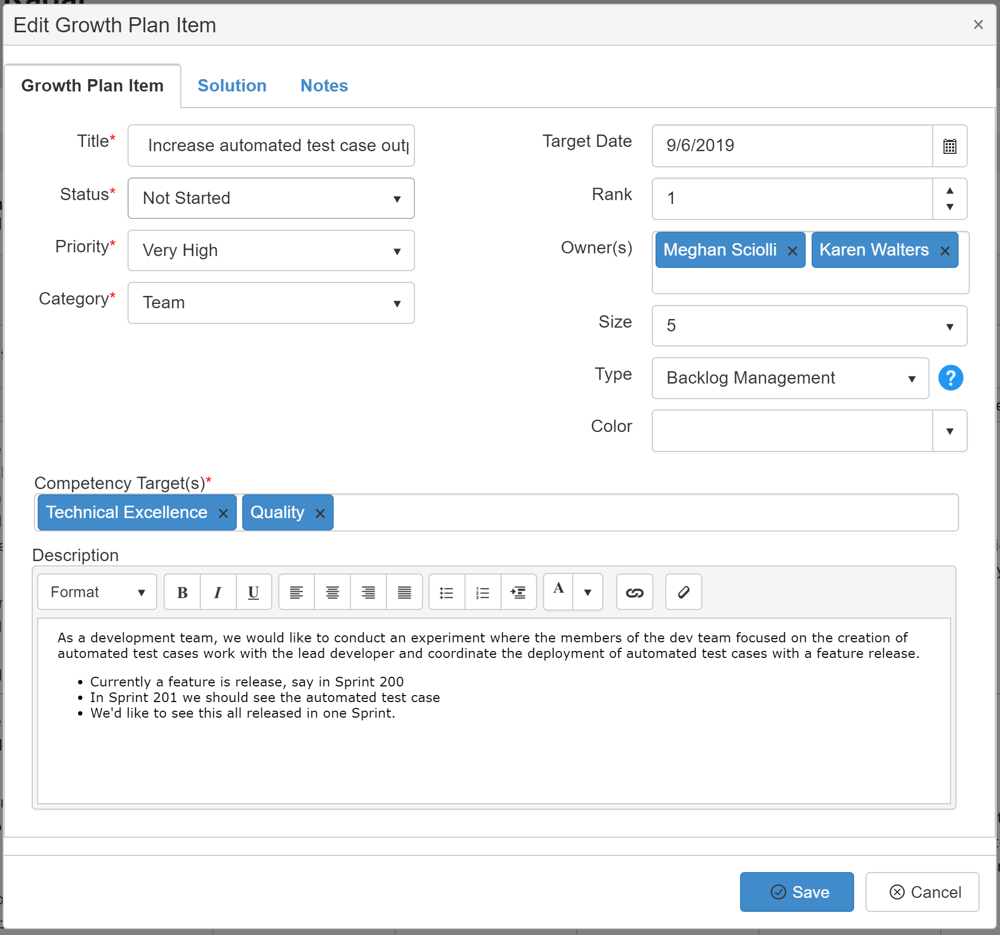 Edit Growth Plan Item
Growth Plan Item Solution Notes
Title* Increase automated test case
Status* Not Started
Priority* Very High
Category* Team
Target Date 9/6/2019
Rank 1
Owner(s) Meghan Sciolli Karen Walters
Size 5
Type Backlog Management
Color
Competency Target(s)*
Technical Excellence Quality
Description
Format B I U A
As a development team, we would like to conduct an experiment where the members of the dev team focused on the creation of
automated test cases work with the lead developer and coordinate the deployment of automated test cases with a feature release.
• Currently a feature is release, say in Sprint 200
• In Sprint 201 we should see the automated test case
• We'd like to see this all released in one Sprint.
Save Cancel